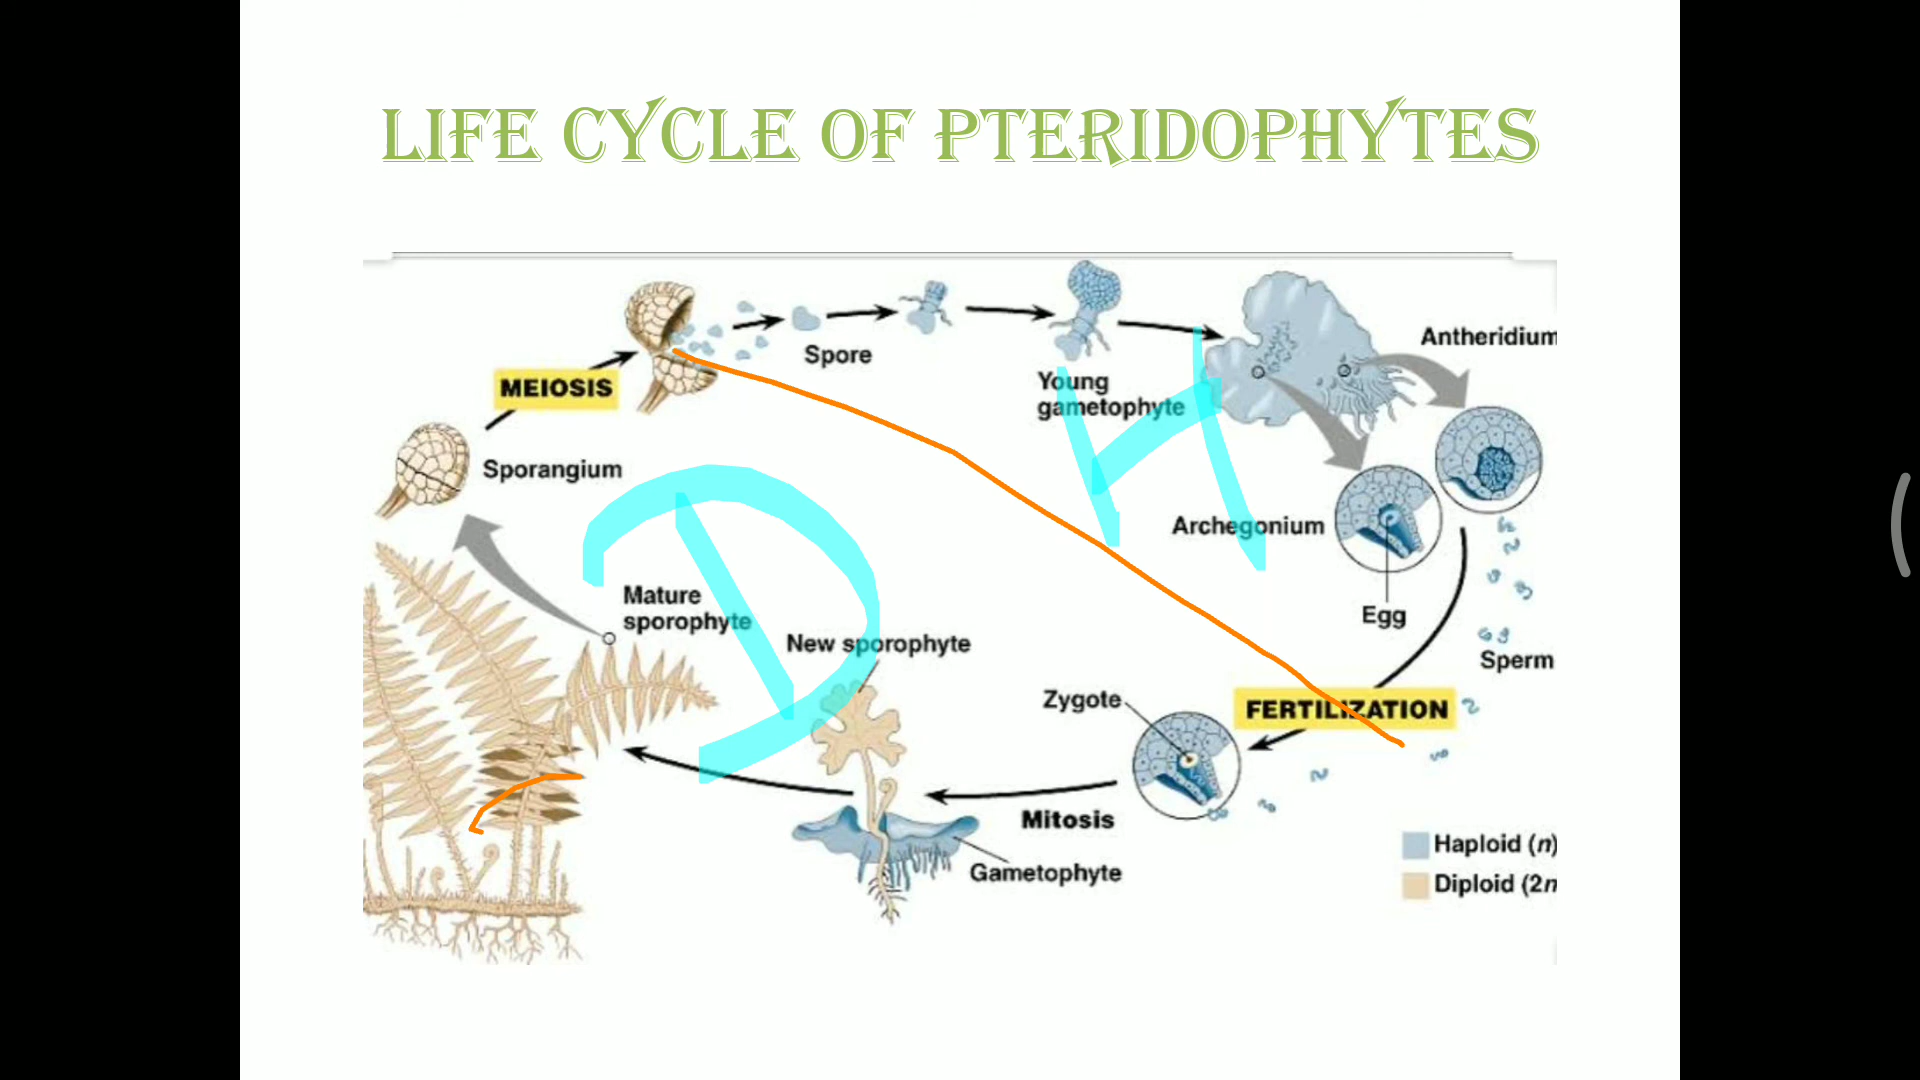 LIFE CYCLE OF PTERIDOPHYTES
Antheridium
Spore
MEIOSIS
Young
gametophyte
Sporangium
Archegonium
Mature
sporophyte
Egg
New sporophyte
Sperm
Zygote
FERTILIZATION
Mitosis
Gametophyte
Haploid (n)
Diploid (2n
D
H